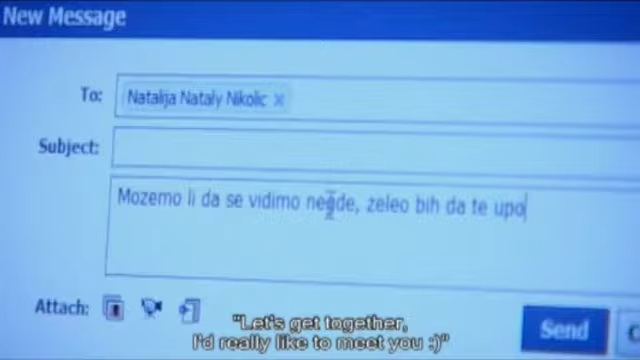 New Message
To: Natalija Nataly Nikolic x
Subject:
Mozemo li da se vidimo negde, želeo bih da te upo
Attach:
Send
"Let's get together,
I'd really like to meet you :)"